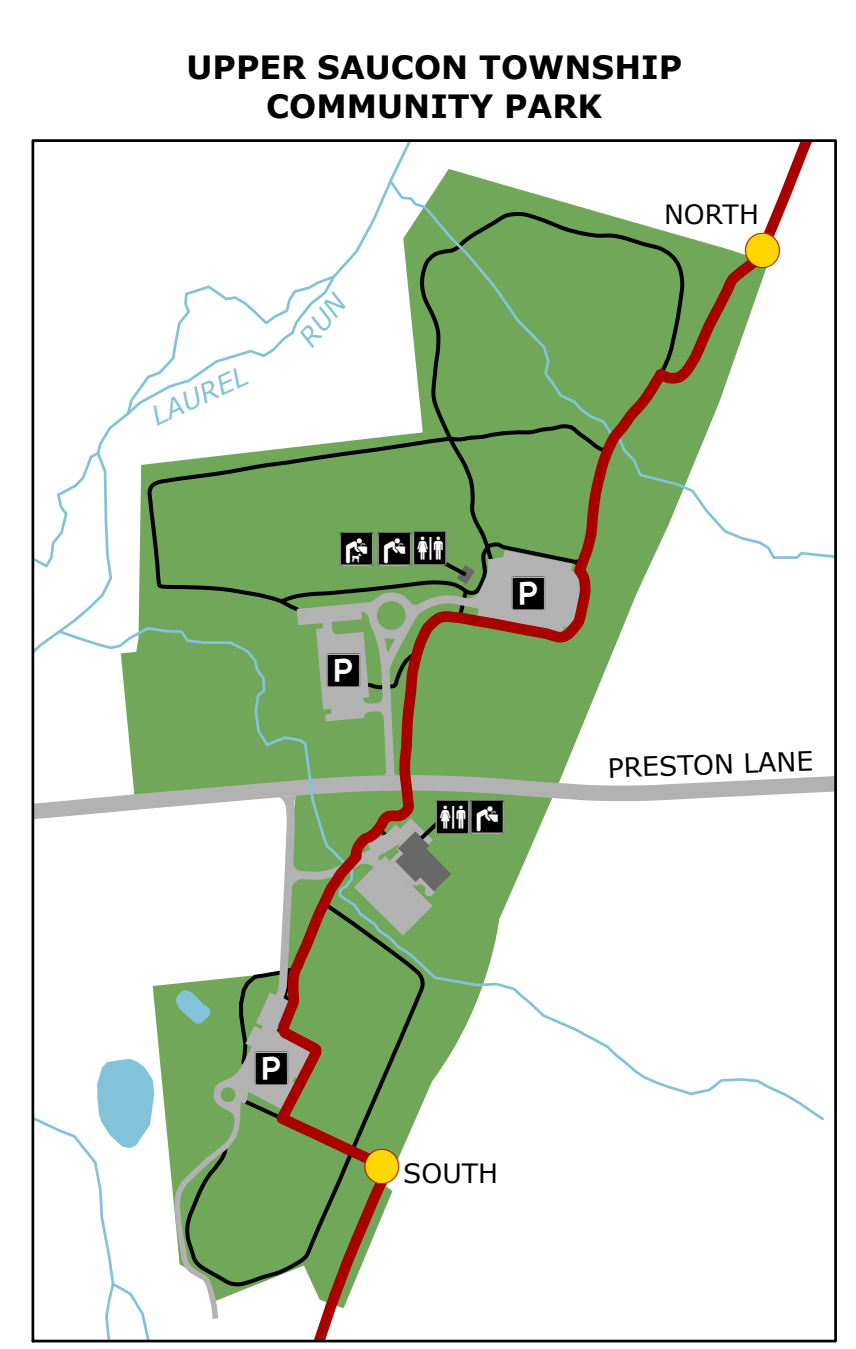 UPPER SAUCON TOWNSHIP
COMMUNITY PARK
NORTH
LAUREL RUN
P
P
PRESTON LANE
P
SOUTH